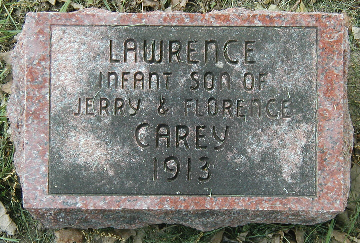 LAWRENCE
INFANT SON OF
JERRY & FLORENCE
CAREY
1913